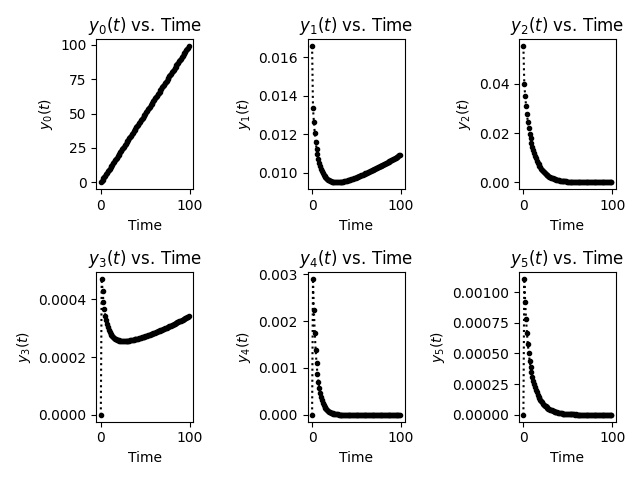 y₀(t) vs. Time
y₁(t) vs. Time
y₂(t) vs. Time
100
75
50
25
0
y₀(t)
0
100
Time
0.016
0.014
0.012
0.010
y₁(t)
0
100
Time
0.04
0.02
0.00
y₂(t)
0
100
Time
y₃(t) vs. Time
y₄(t) vs. Time
y₅(t) vs. Time
0.0004
0.0002
0.0000
y₃(t)
0
100
Time
0.003
0.002
0.001
0.000
y₄(t)
0
100
Time
0.00100
0.00075
0.00050
0.00025
0.00000
y₅(t)
0
100
Time